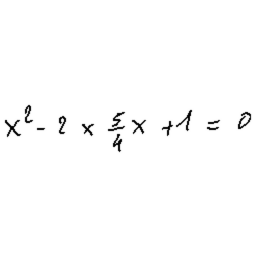 x² - 2 × 5/4 x + 1 = 0